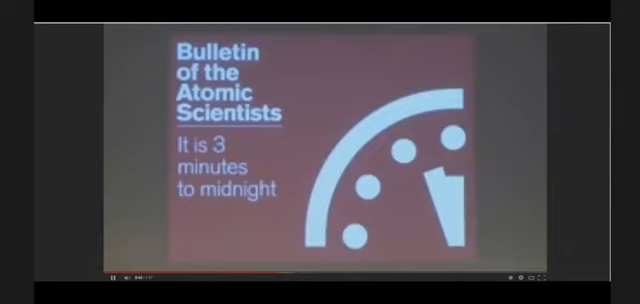 Bulletin
of the
Atomic
Scientists
It is 3
minutes
to midnight